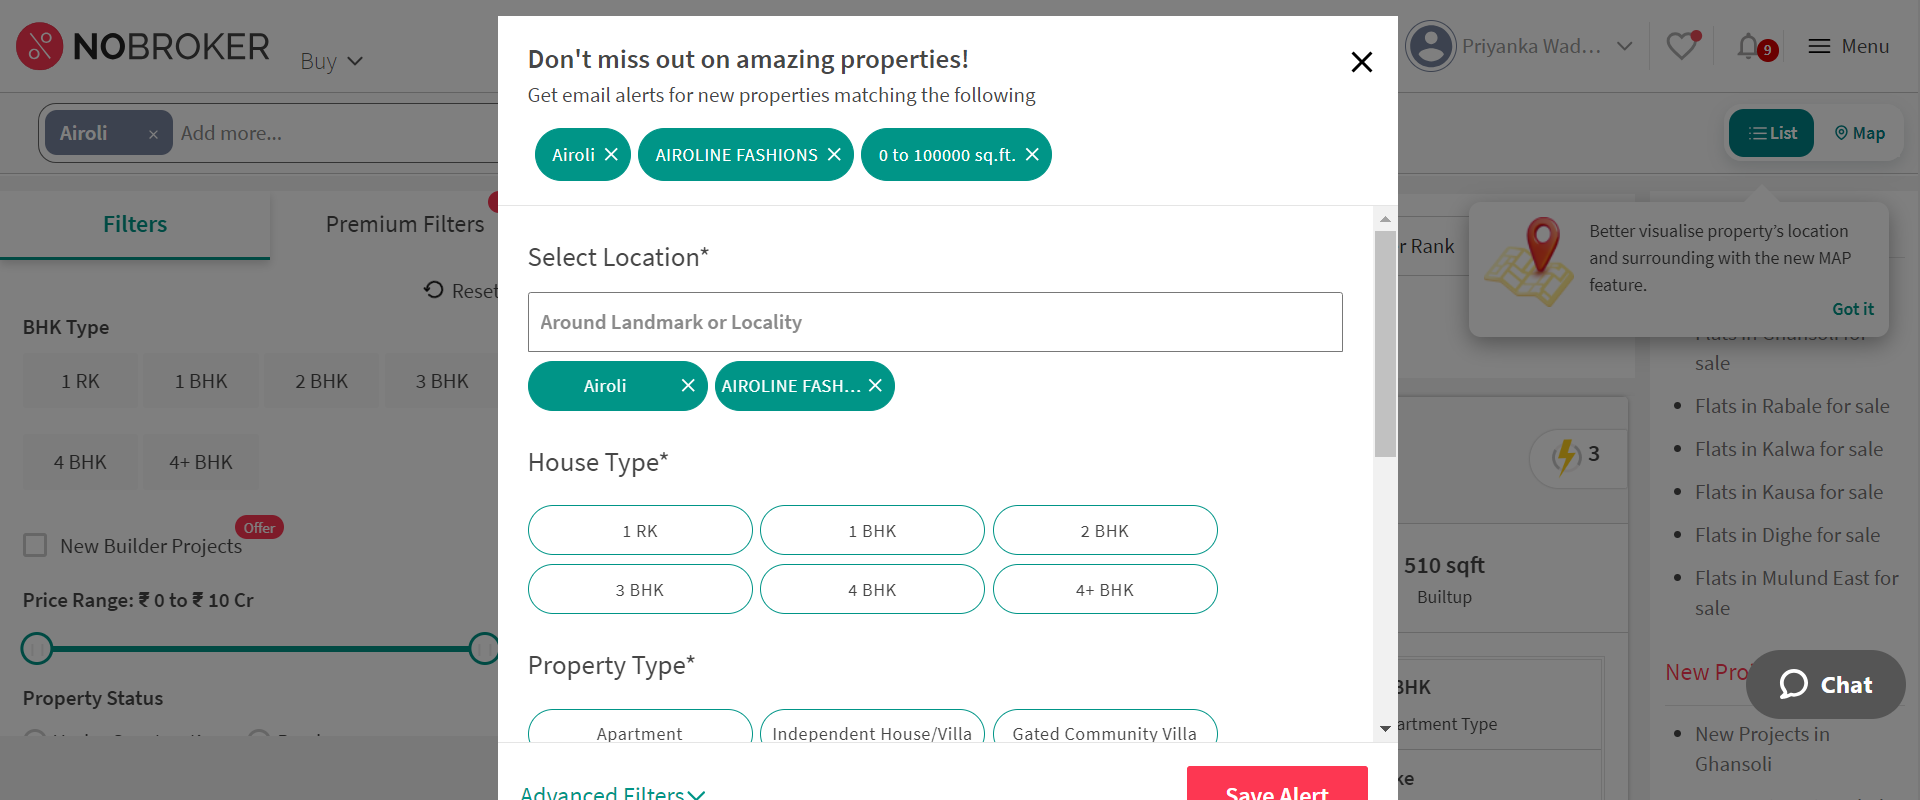 NOBROKER
Buy
Priyanka Wad...
9
Menu
Airoli ×
Add more...
List
Map
Filters
Premium Filters
Reset
BHK Type
1 RK
1 BHK
2 BHK
3 BHK
4 BHK
4+ BHK
New Builder Projects
Offer
Price Range: ₹ 0 to ₹ 10 Cr
Property Status
Don't miss out on amazing properties!
Get email alerts for new properties matching the following
Airoli
AIROLINE FASHIONS
0 to 100000 sq.ft.
Select Location*
Around Landmark or Locality
Airoli
AIROLINE FASH...
House Type*
1 RK
1 BHK
2 BHK
3 BHK
4 BHK
4+ BHK
Property Type*
Apartment
Independent House/Villa
Gated Community Villa
Advanced Filters
Save Alert
r Rank
Better visualise property's location
and surrounding with the new MAP
feature.
Got it
3
510 sqft
Builtup
BHK
artment Type
ke
Flats in Ghansoli for
sale
Flats in Rabale for sale
Flats in Kalwa for sale
Flats in Kausa for sale
Flats in Dighe for sale
Flats in Mulund East for
sale
New Pro
Chat
New Projects in
Ghansoli